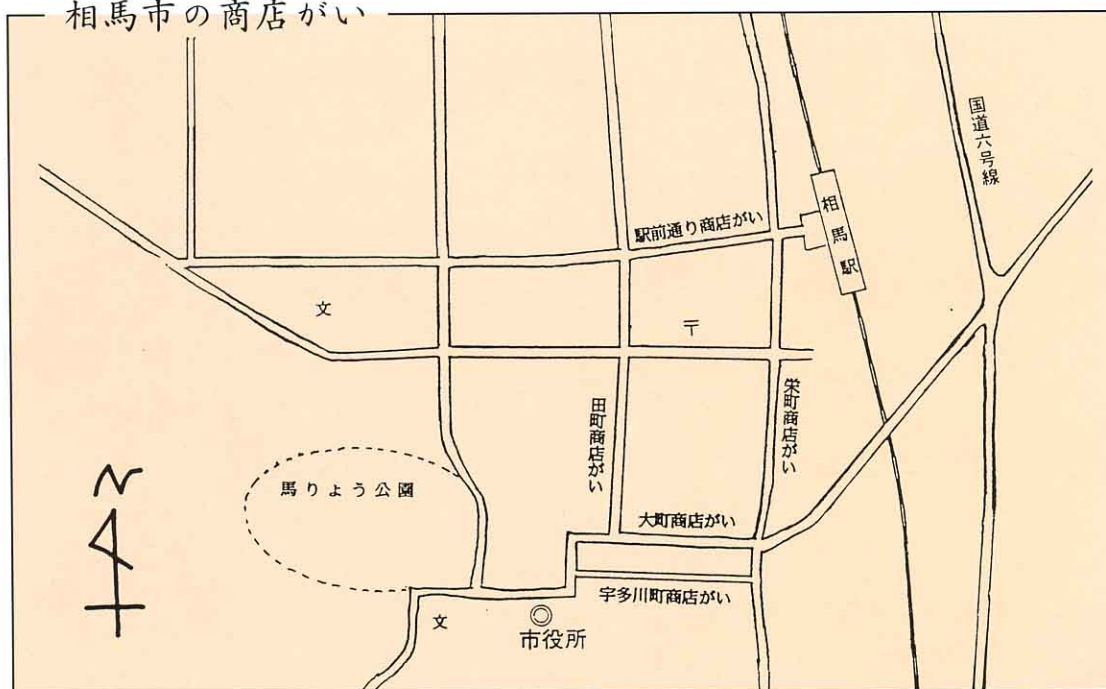 相馬市の商店がい
国道六号線
相馬駅
駅前通り商店がい
文
〒
田町商店がい
栄町商店がい
馬りょう公園
大町商店がい
宇多川町商店がい
文
市役所
N